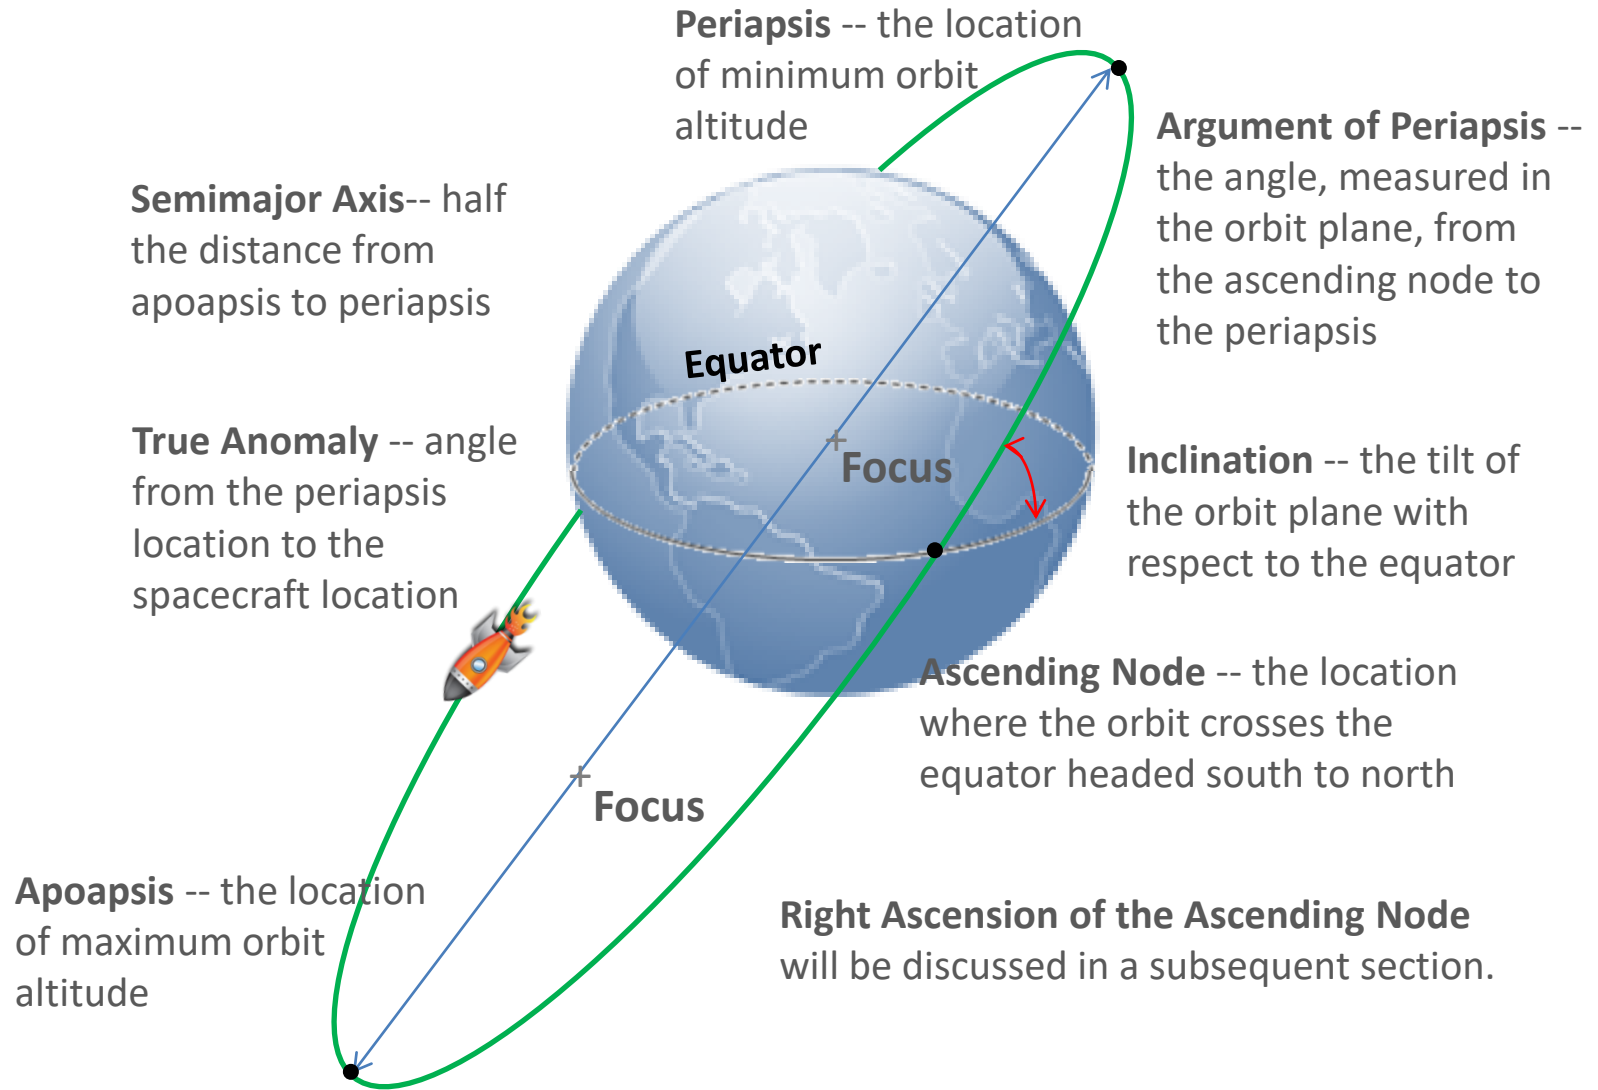 Periapsis -- the location
of minimum orbit
altitude
Argument of Periapsis --
the angle, measured in
the orbit plane, from
the ascending node to
the periapsis
Semimajor Axis-- half
the distance from
apoapsis to periapsis
Equator
True Anomaly -- angle
from the periapsis
location to the
spacecraft location
Focus
Inclination -- the tilt of
the orbit plane with
respect to the equator
Ascending Node -- the location
where the orbit crosses the
equator headed south to north
Focus
Apoapsis -- the location
of maximum orbit
altitude
Right Ascension of the Ascending Node
will be discussed in a subsequent section.